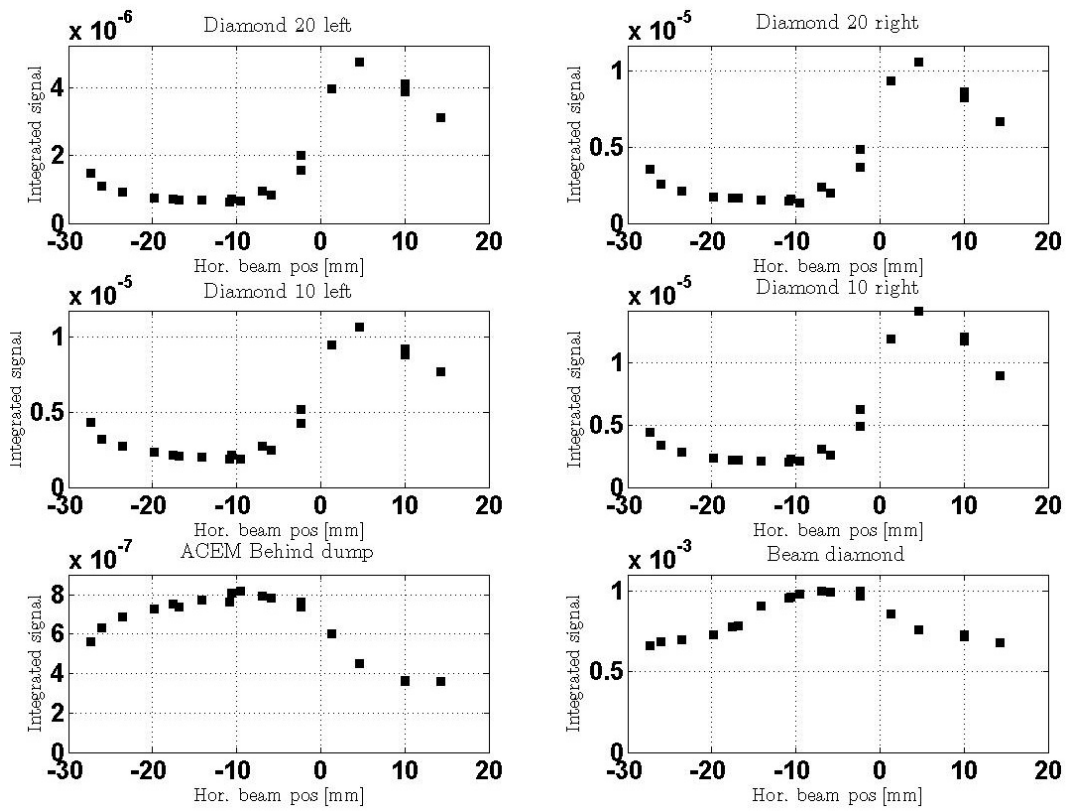 x 10^-6
Diamond 20 left
Integrated signal
4
2
0
-30 -20 -10 0 10 20
Hor. beam pos [mm]
x 10^-5
Diamond 20 right
Integrated signal
1
0.5
0
-30 -20 -10 0 10 20
Hor. beam pos [mm]
x 10^-5
Diamond 10 left
Integrated signal
1
0.5
0
-30 -20 -10 0 10 20
Hor. beam pos [mm]
x 10^-5
Diamond 10 right
Integrated signal
1
0.5
0
-30 -20 -10 0 10 20
Hor. beam pos [mm]
x 10^-7
ACEM Behind dump
Integrated signal
8
6
4
2
0
-30 -20 -10 0 10 20
Hor. beam pos [mm]
x 10^-3
Beam diamond
Integrated signal
1
0.5
0
-30 -20 -10 0 10 20
Hor. beam pos [mm]